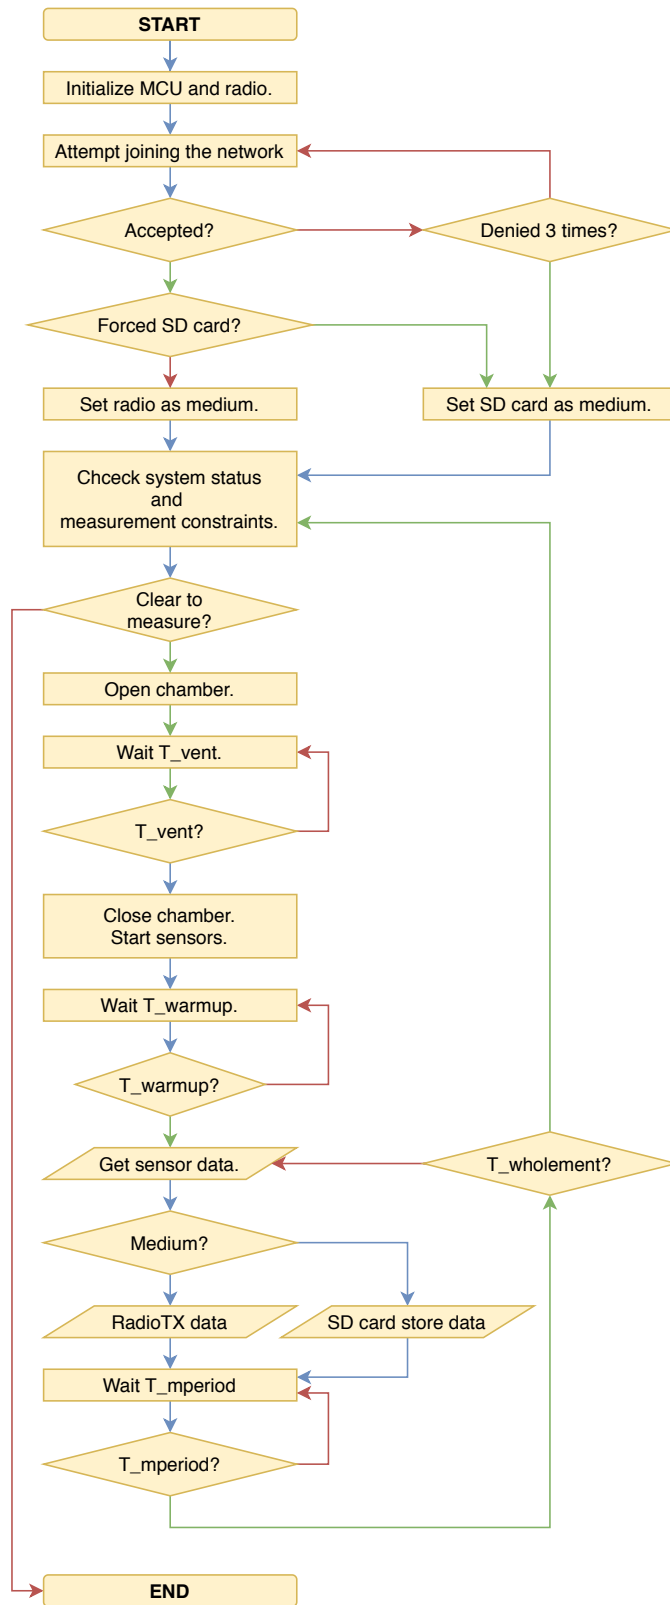 START
Initialize MCU and radio.
Attempt joining the network
Accepted?
Denied 3 times?
Forced SD card?
Set radio as medium.
Set SD card as medium.
Chceck system status
and
measurement constraints.
Clear to
measure?
Open chamber.
Wait T_vent.
T_vent?
Close chamber.
Start sensors.
Wait T_warmup.
T_warmup?
Get sensor data.
T_wholement?
Medium?
RadioTX data
SD card store data
Wait T_mperiod
T_mperiod?
END